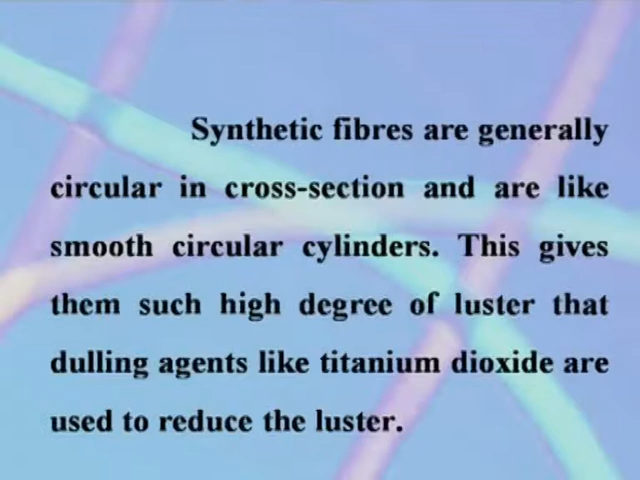 Synthetic fibres are generally
circular in cross-section and are like
smooth circular cylinders. This gives
them such high degree of luster that
dulling agents like titanium dioxide are
used to reduce the luster.